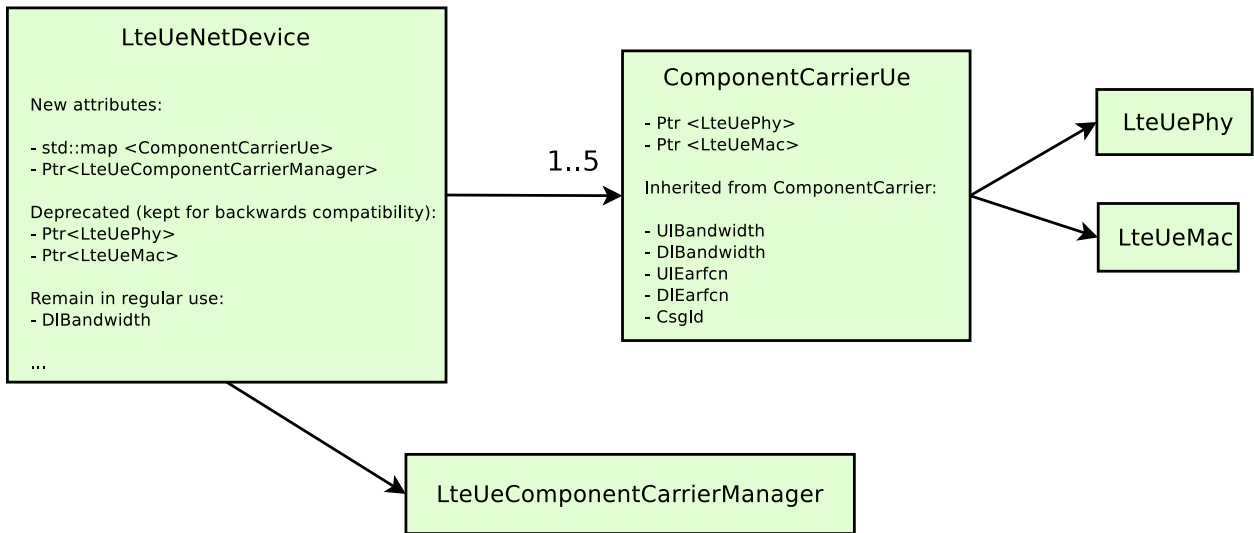 LteUeNetDevice
New attributes:
- std::map <ComponentCarrierUe>
- Ptr<LteUeComponentCarrierManager>
Deprecated (kept for backwards compatibility):
- Ptr<LteUePhy>
- Ptr<LteUeMac>
Remain in regular use:
- DlBandwidth
...
1..5
ComponentCarrierUe
- Ptr <LteUePhy>
- Ptr <LteUeMac>
Inherited from ComponentCarrier:
- UlBandwidth
- DlBandwidth
- UlEarfcn
- DlEarfcn
- CsgId
LteUePhy
LteUeMac
LteUeComponentCarrierManager